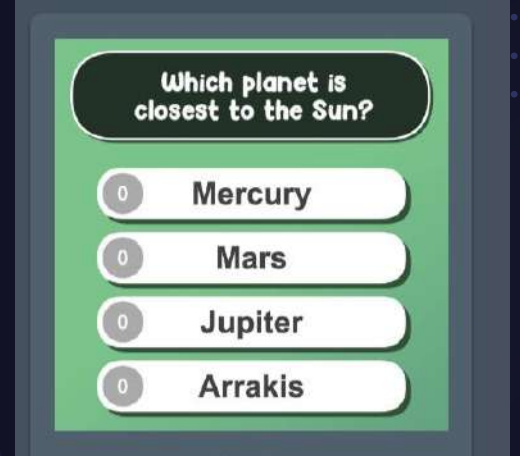 Which planet is
closest to the Sun?
0 Mercury
0 Mars
0 Jupiter
0 Arrakis